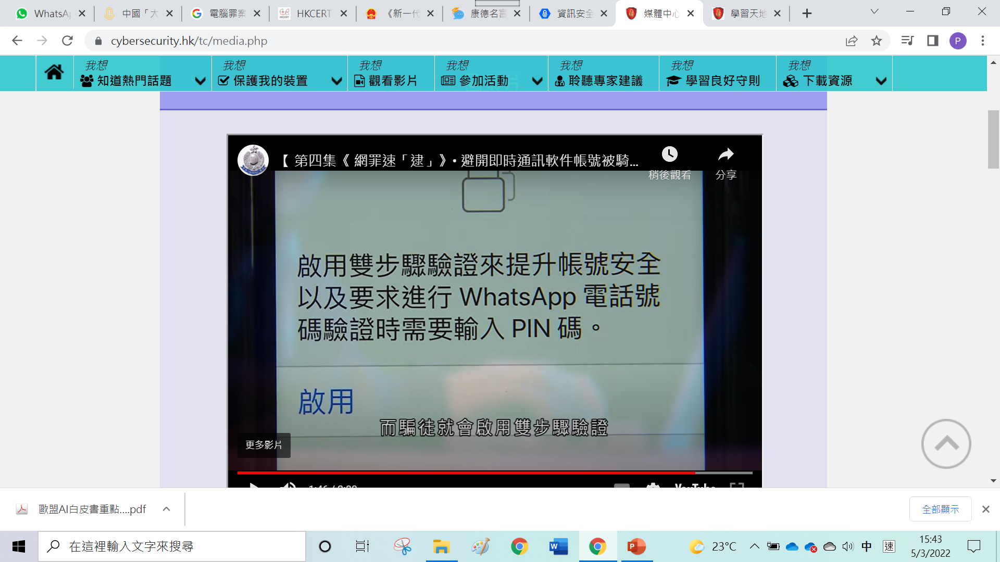 WhatsA
中國「大
電腦罪案
HKCERT
《新一代
康德名言
資訊安全
媒體中心
學習天地
cybersecurity.hk/tc/media.php
P
我想
知道熱門話題
我想
保護我的裝置
我想
觀看影片
我想
參加活動
我想
聆聽專家建議
我想
學習良好守則
我想
下載資源
【 第四集《 網罪速「逮」》• 避開即時通訊軟件帳號被騎...
稍後觀看
分享
啟用雙步驟驗證來提升帳號安全
以及要求進行 WhatsApp 電話號
碼驗證時需要輸入 PIN 碼。
啟用
而騙徒就會啟用雙步驟驗證
更多影片
YouTube
歐盟AI白皮書重點....pdf
全部顯示
在這裡輸入文字來搜尋
23°C
中
速
15:43
5/3/2022